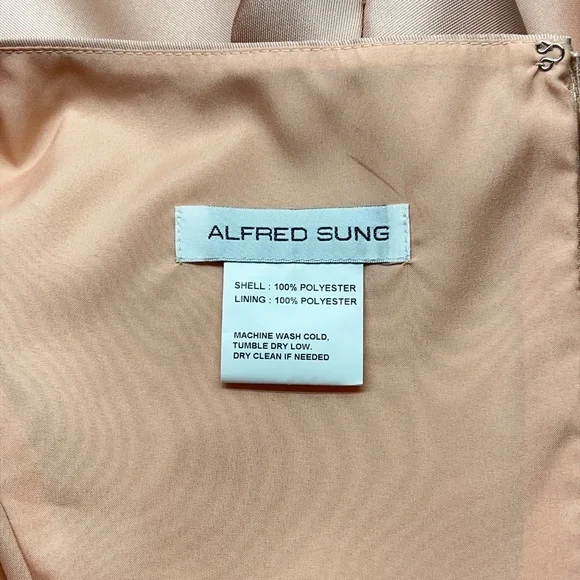 ALFRED SUNG
SHELL : 100% POLYESTER
LINING : 100% POLYESTER
MACHINE WASH COLD,
TUMBLE DRY LOW.
DRY CLEAN IF NEEDED